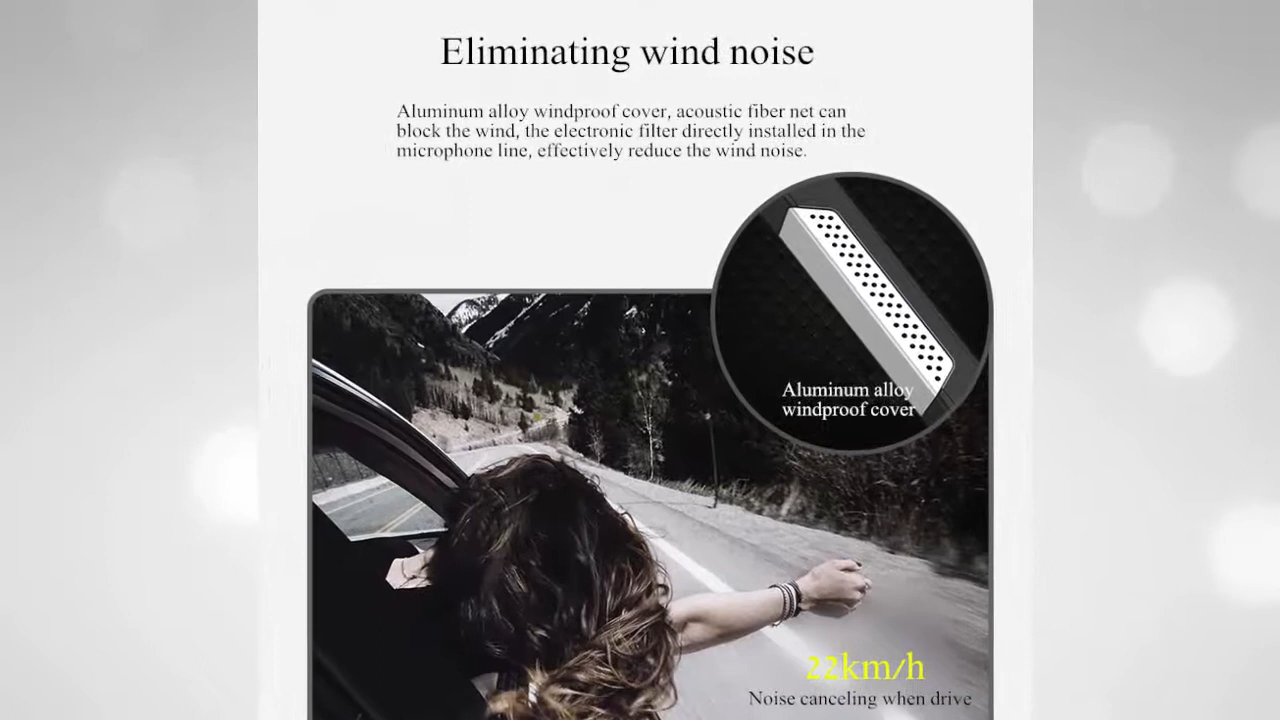 Eliminating wind noise
Aluminum alloy windproof cover, acoustic fiber net can
block the wind, the electronic filter directly installed in the
microphone line, effectively reduce the wind noise.
Aluminum alloy
windproof cover
22km/h
Noise canceling when drive